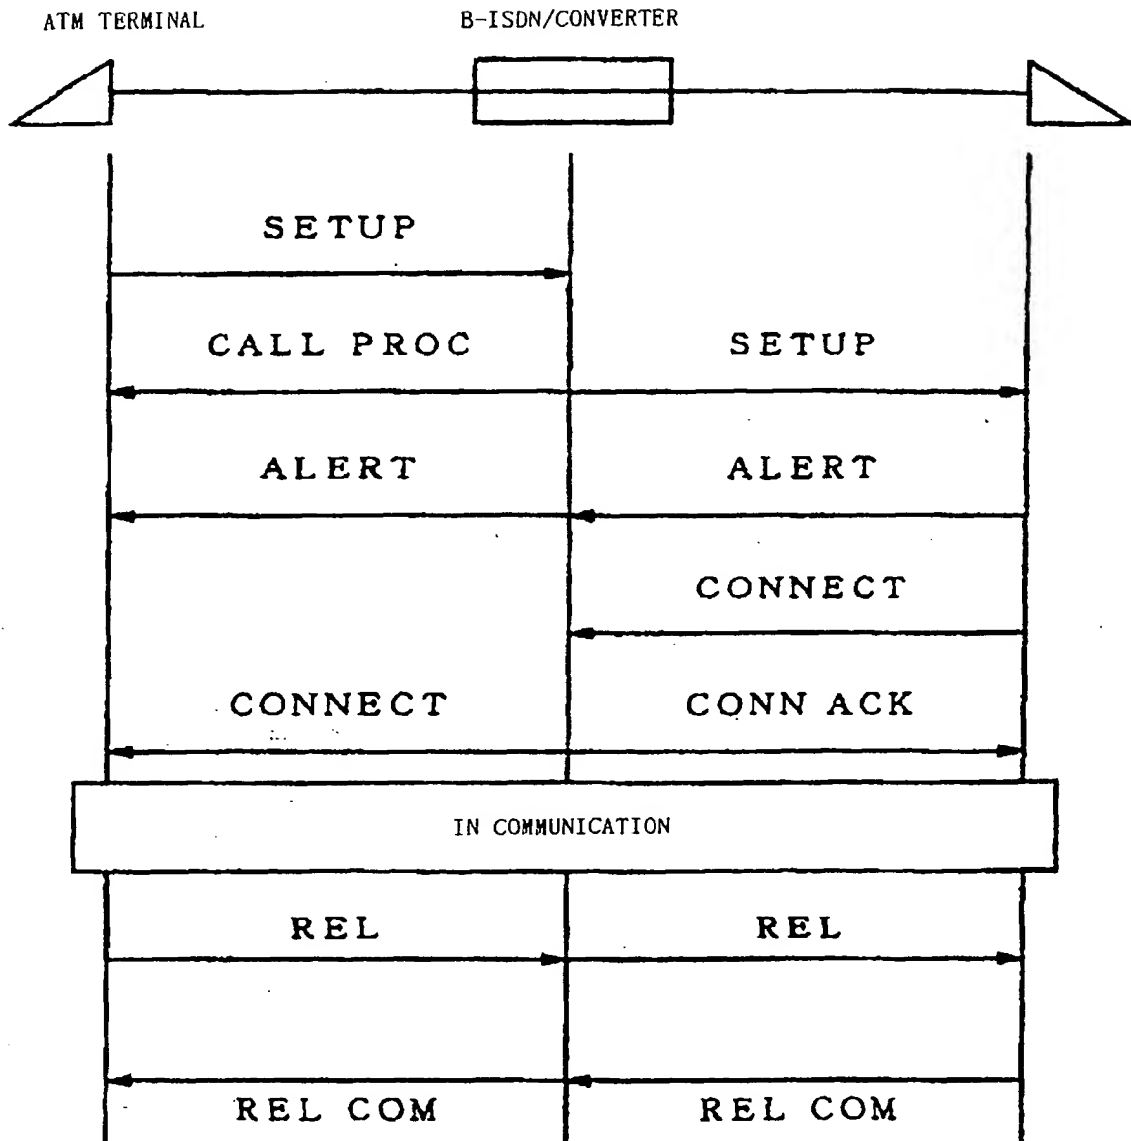 ATM TERMINAL B-ISDN/CONVERTER
SETUP
CALL PROC SETUP
ALERT ALERT
CONNECT
CONNECT CONN ACK
IN COMMUNICATION
REL REL
REL COM REL COM